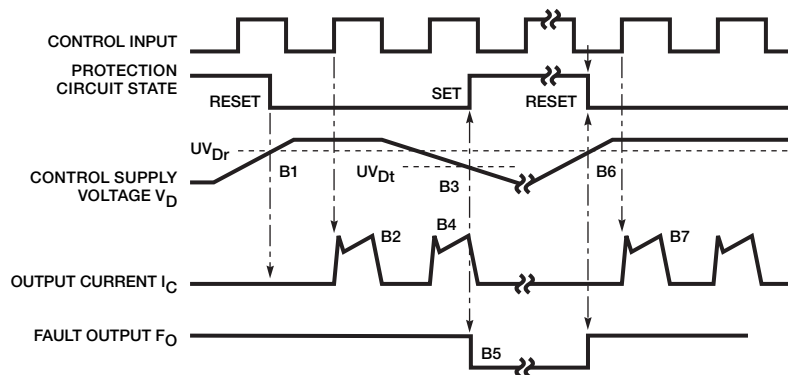 CONTROL INPUT
PROTECTION
CIRCUIT STATE
RESET
SET
RESET
UVDr
B1
UVDt
B3
B6
CONTROL SUPPLY
VOLTAGE VD
B2
B4
B7
OUTPUT CURRENT IC
FAULT OUTPUT FO
B5